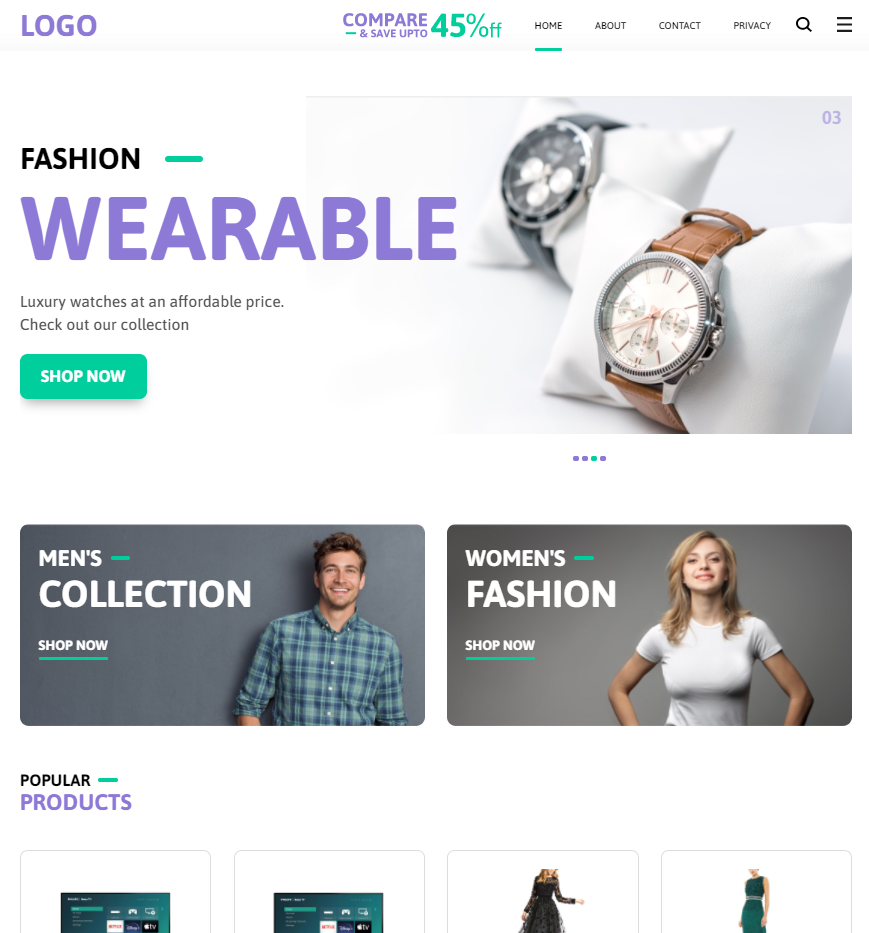 LOGO
COMPARE
& SAVE UPTO
45%off
HOME
ABOUT
CONTACT
PRIVACY
03
FASHION
WEARABLE
Luxury watches at an affordable price.
Check out our collection
SHOP NOW
MEN'S
COLLECTION
SHOP NOW
WOMEN'S
FASHION
SHOP NOW
POPULAR
PRODUCTS